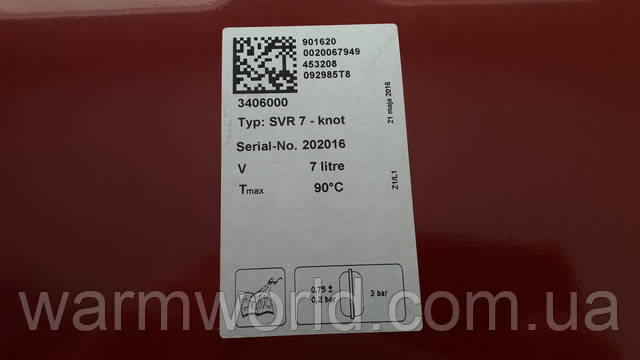 901620
0020067949
453208
092985T8
3406000
Typ: SVR 7 - knot
Serial-No. 202016
V 7 litre
Tmax 90°C
21 maja 2016
Z1/L1
0,75 ±
0,2 bar
3 bar
www.warmworld.com.ua